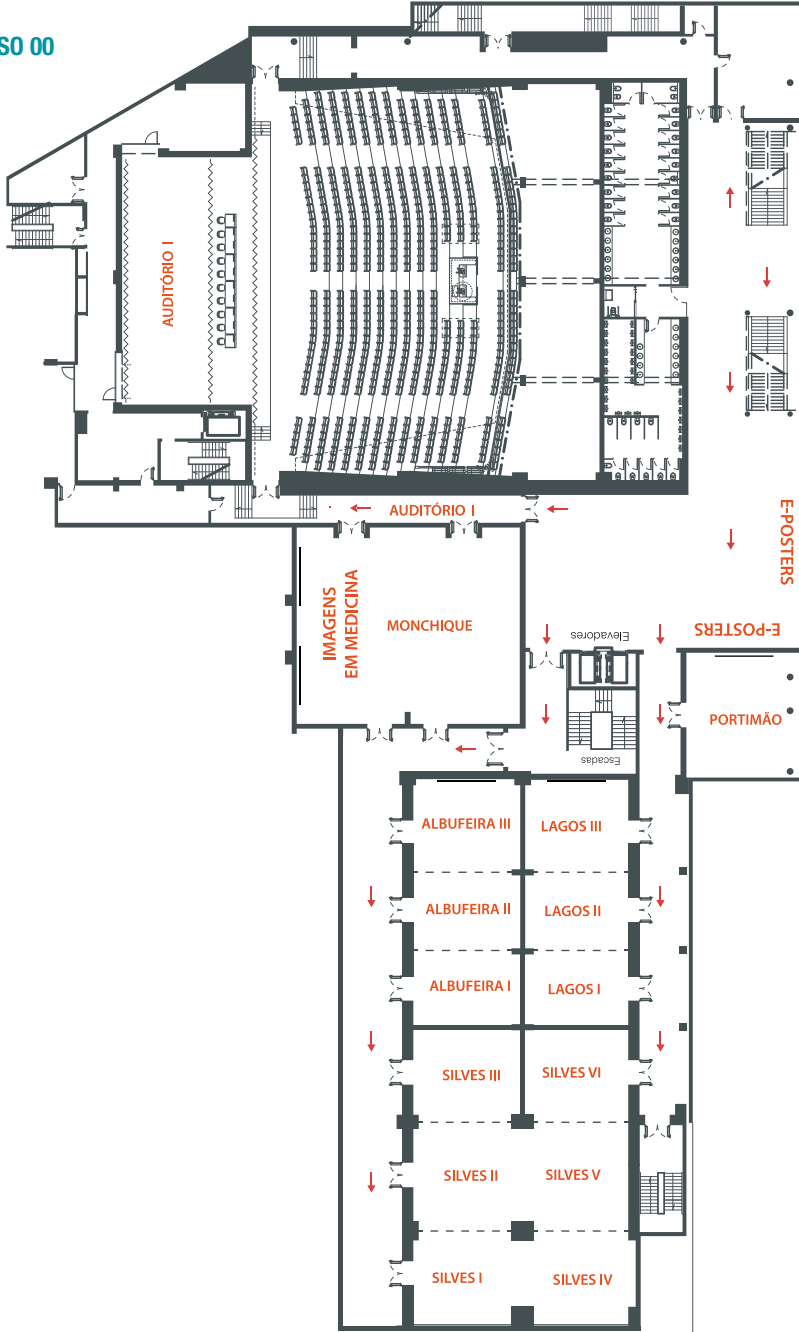 SO 00
AUDITÓRIO I
AUDITÓRIO I
E-POSTERS
IMAGENS
EM MEDICINA
MONCHIQUE
Elevadores
E-POSTERS
PORTIMÃO
Escadas
ALBUFEIRA III
LAGOS III
ALBUFEIRA II
LAGOS II
ALBUFEIRA I
LAGOS I
SILVES III
SILVES VI
SILVES II
SILVES V
SILVES I
SILVES IV